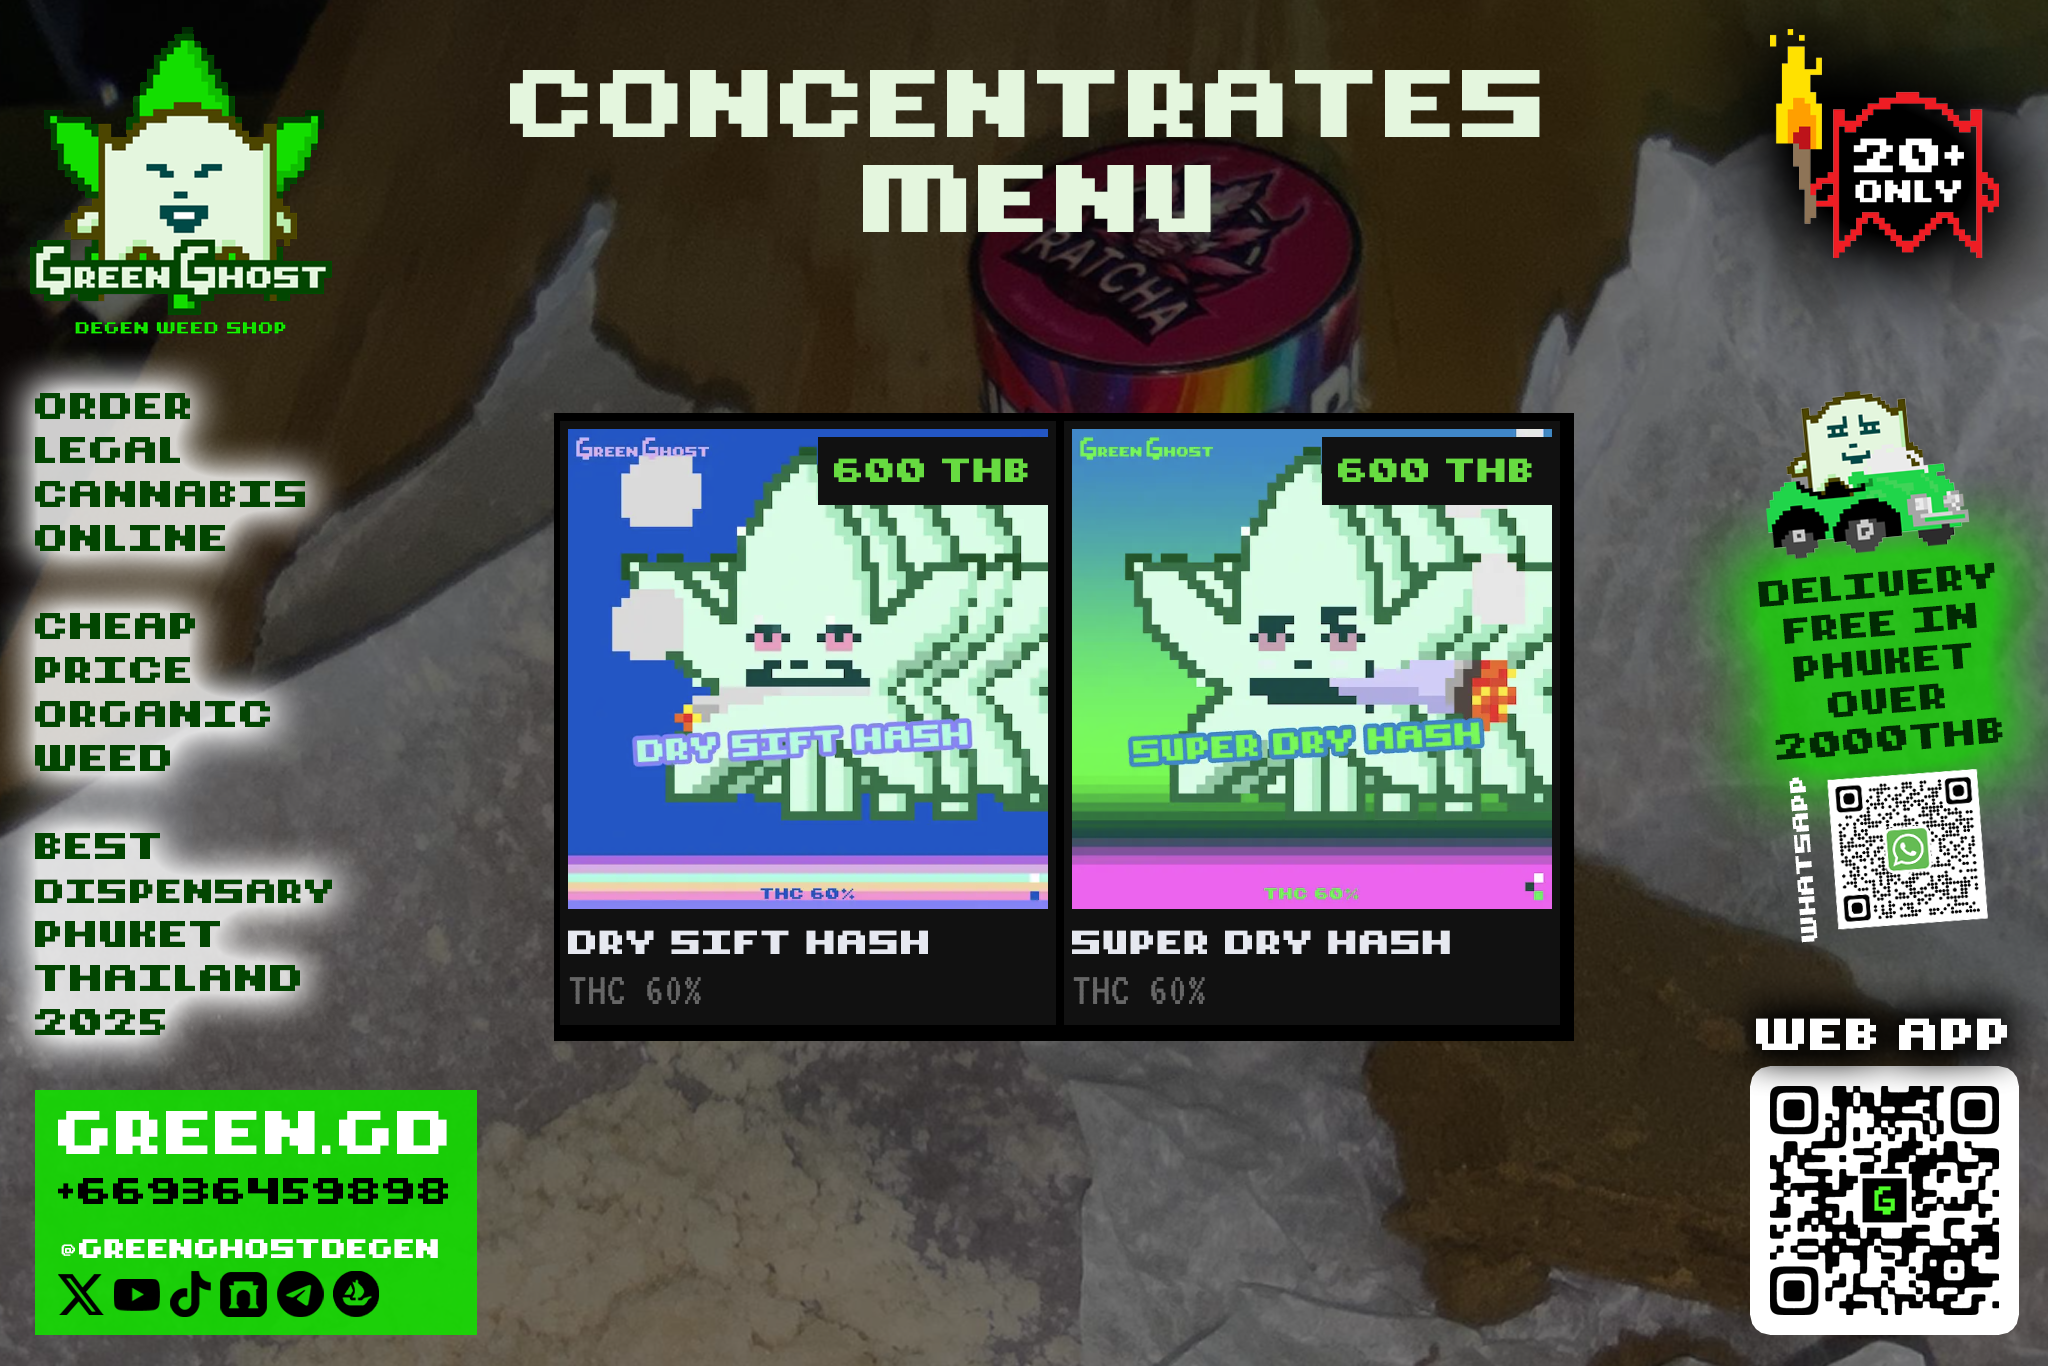 CONCENTRATES
MENU
GREEN GHOST
DEGEN WEED SHOP
20+
ONLY
RATCHA
ORDER
LEGAL
CANNABIS
ONLINE
CHEAP
PRICE
ORGANIC
WEED
BEST
DISPENSARY
PHUKET
THAILAND
2025
GREEN GHOST
600 THB
DRY SIFT HASH
THC 60%
DRY SIFT HASH
THC 60%
GREEN GHOST
600 THB
SUPER DRY HASH
THC 60%
SUPER DRY HASH
THC 60%
DELIVERY
FREE IN
PHUKET
OVER
2000THB
WHATSAPP
WEB APP
G
GREEN.GD
+66936459898
@GREENGHOSTDEGEN